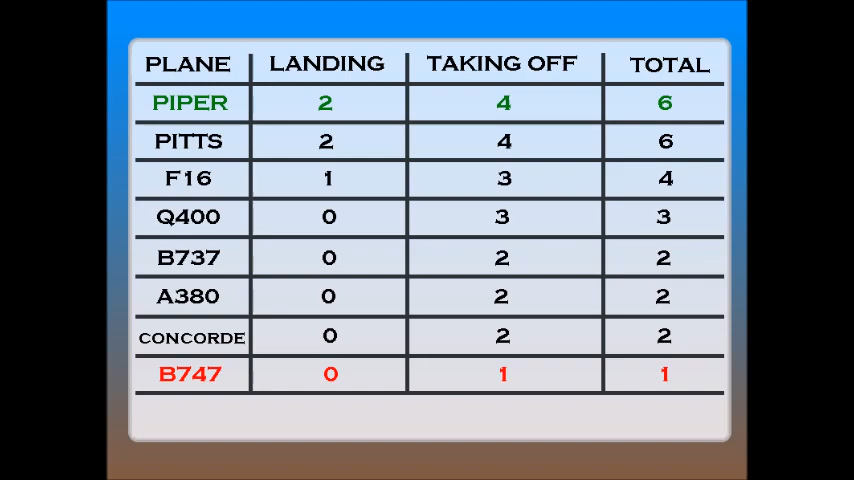 PLANE LANDING TAKING OFF TOTAL
PIPER 2 4 6
PITTS 2 4 6
F16 1 3 4
Q400 0 3 3
B737 0 2 2
A380 0 2 2
CONCORDE 0 2 2
B747 0 1 1